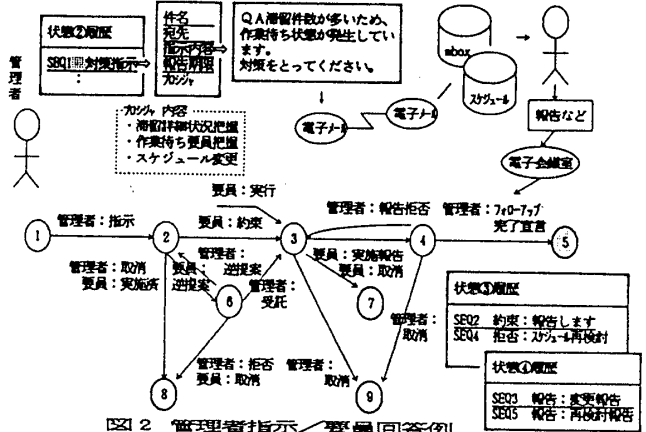 管理者
状態②履歴
SEQ1 対策指示
:
件名
宛先
指示内容
報告期限
プロシジャ
QA滞留件数が多いため、
作業待ち状態が発生してい
ます。
対策をとってください。
mbox
スケジュール
電子メール
電子メール
報告など
電子会議室
プロシジャ 内容
・滞留詳細状況把握
・作業待ち要員把握
・スケジュール変更
要員：実行
管理者：指示
要員：約束
管理者：報告拒否
管理者：フォローアップ
完了宣言
1
2
3
4
5
管理者：取消
要員：実施済
要員：
逆提案
管理者：
逆提案
6
管理者：
受託
要員：実施報告
要員：取消
7
管理者：
取消
管理者：拒否
要員：取消
管理者：
取消
8
9
状態③履歴
SEQ2 約束：報告します
SEQ4 拒否：スケジュール再検討
状態④履歴
SEQ3 報告：変更報告
SEQ5 報告：再検討報告
図2 管理者指示／要員回答例